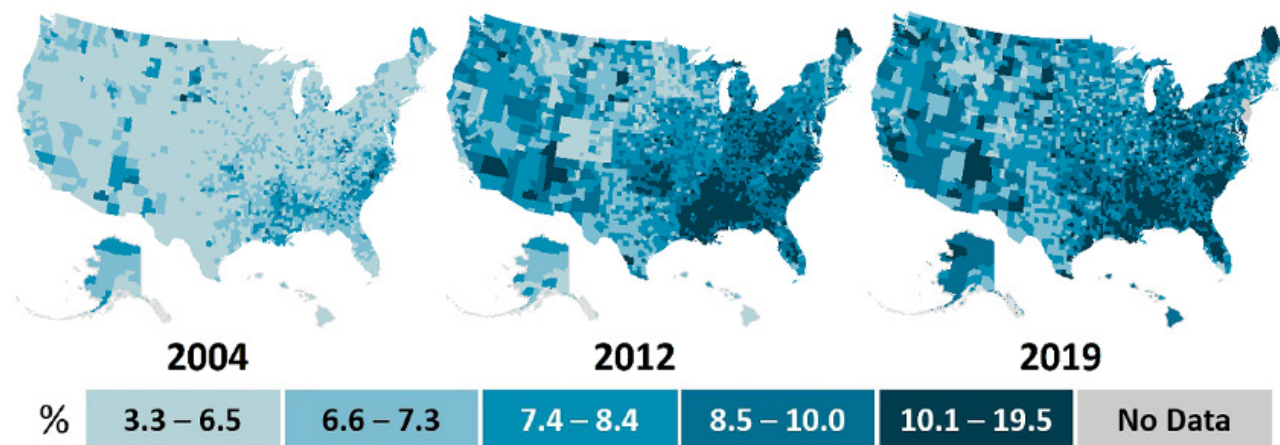 2004 2012 2019
% 3.3 – 6.5 6.6 – 7.3 7.4 – 8.4 8.5 – 10.0 10.1 – 19.5 No Data